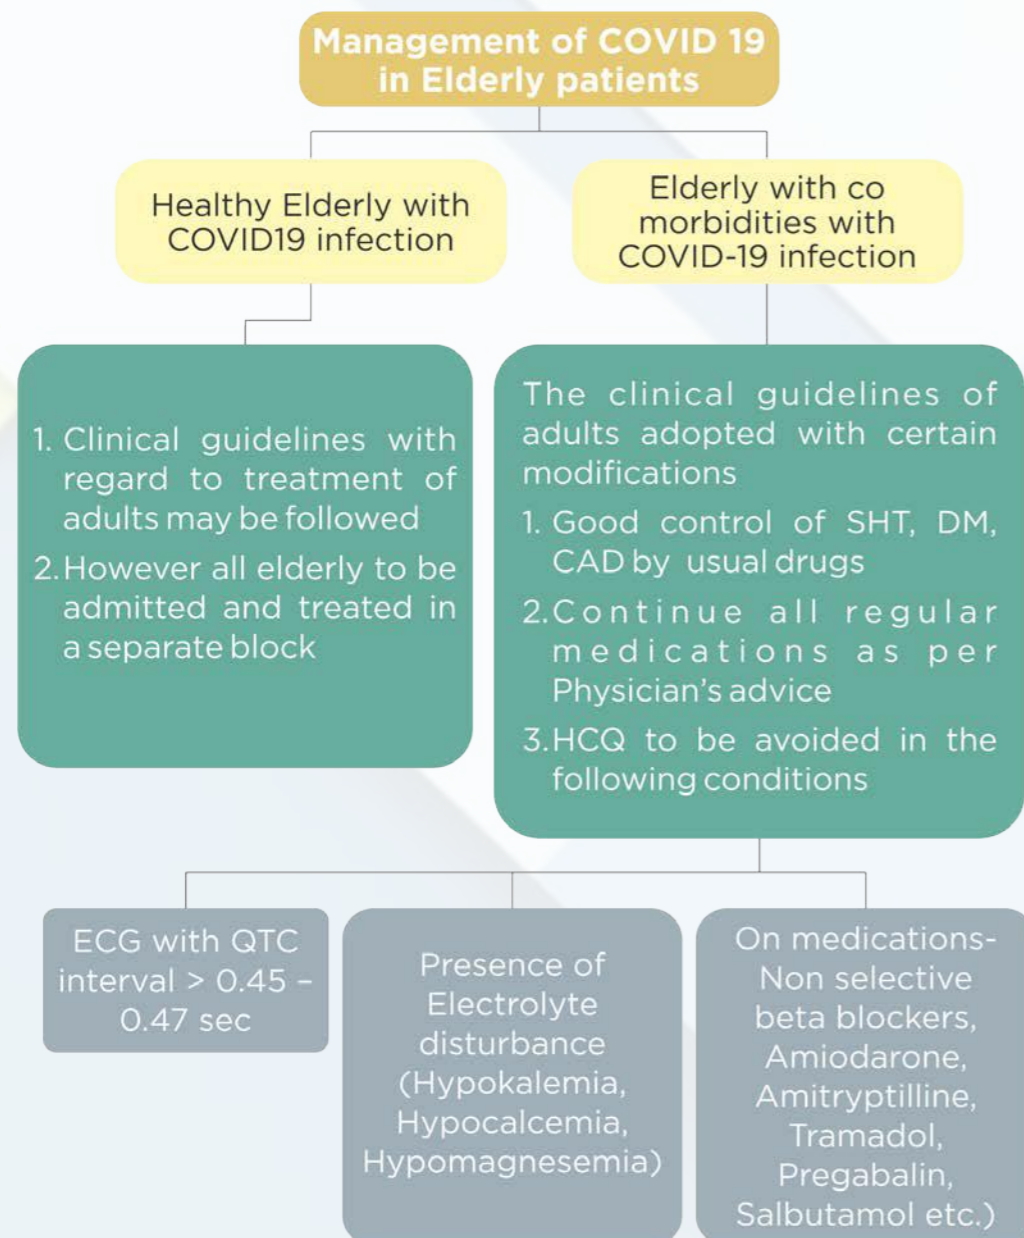 Management of COVID 19
in Elderly patients
Healthy Elderly with
COVID19 infection
Elderly with co
morbidities with
COVID-19 infection
1. Clinical guidelines with
regard to treatment of
adults may be followed
2. However all elderly to be
admitted and treated in
a separate block
The clinical guidelines of
adults adopted with certain
modifications
1. Good control of SHT, DM,
CAD by usual drugs
2. Continue all regular
medications as per
Physician's advice
3. HCQ to be avoided in the
following conditions
ECG with QTC
interval > 0.45 –
0.47 sec
Presence of
Electrolyte
disturbance
(Hypokalemia,
Hypocalcemia,
Hypomagnesemia)
On medications-
Non selective
beta blockers,
Amiodarone,
Amitryptilline,
Tramadol,
Pregabalin,
Salbutamol etc.)